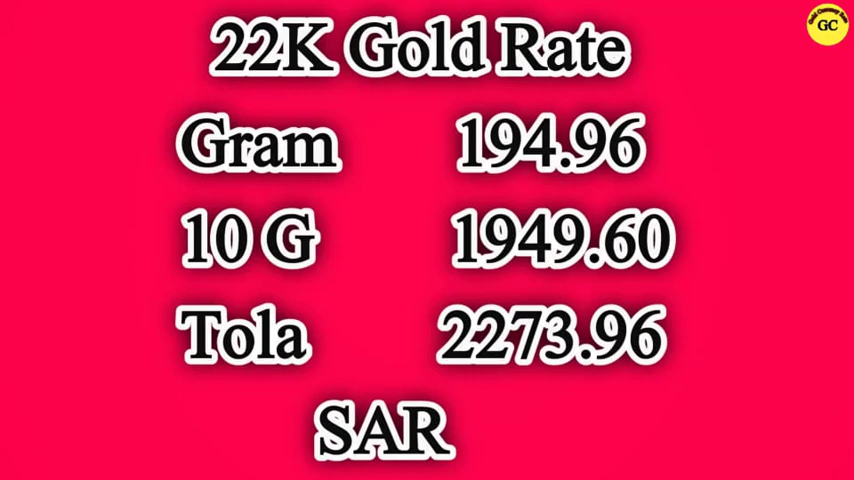 22K Gold Rate
Gram 194.96
10 G 1949.60
Tola 2273.96
SAR
GC